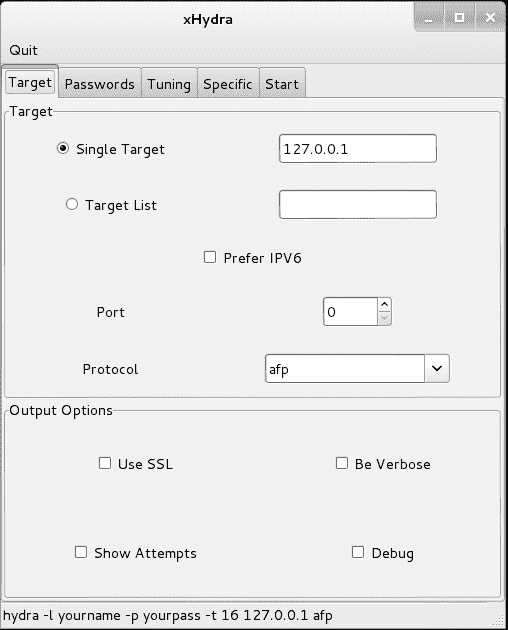 xHydra
Quit
Target Passwords Tuning Specific Start
Target
Single Target 127.0.0.1
Target List
Prefer IPV6
Port 0
Protocol afp
Output Options
Use SSL Be Verbose
Show Attempts Debug
hydra -l yourname -p yourpass -t 16 127.0.0.1 afp